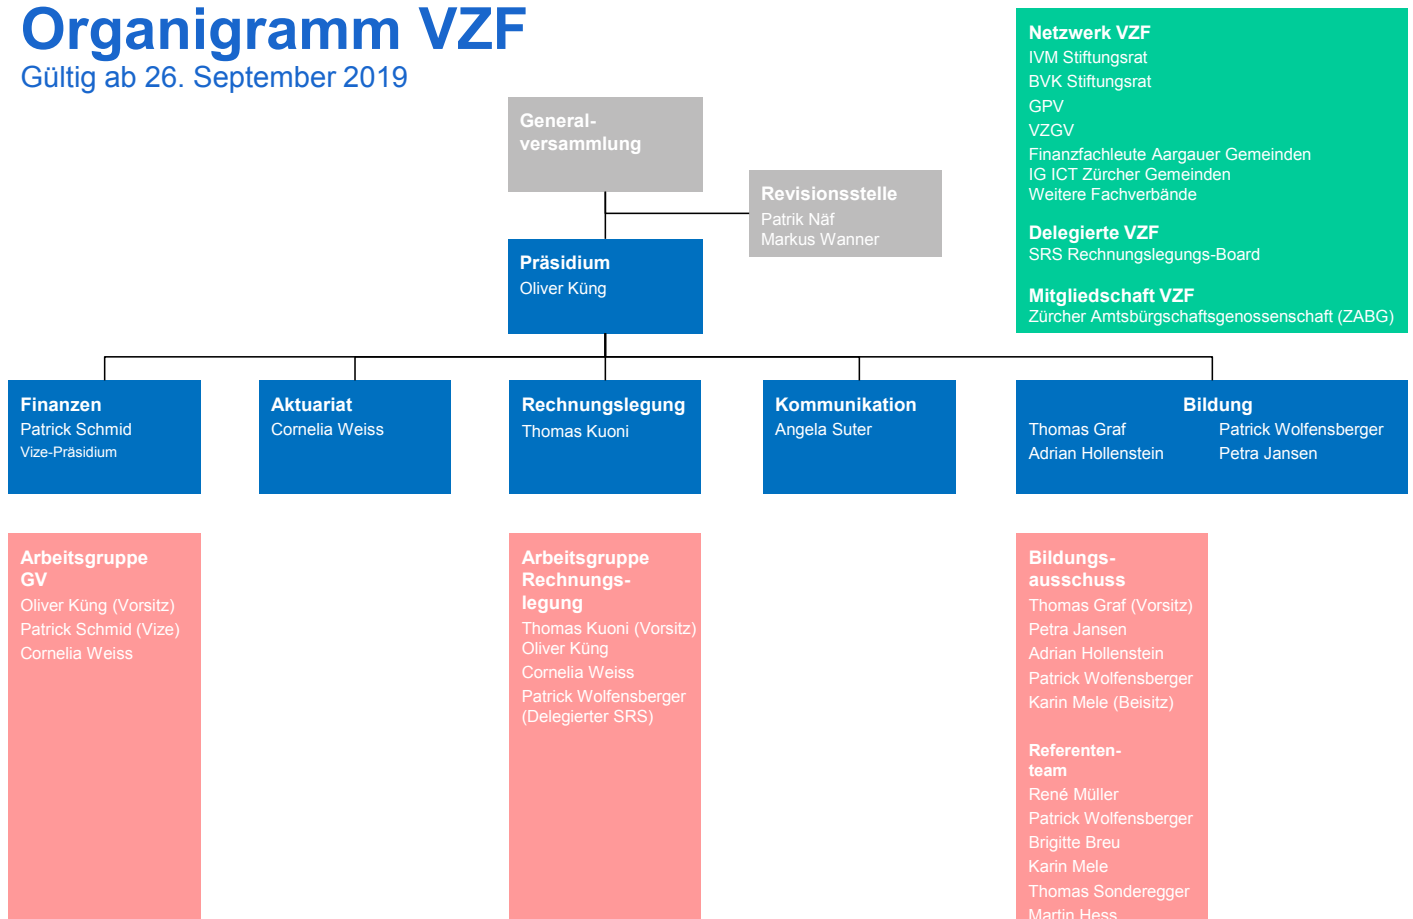 Organigramm VZF
Gültig ab 26. September 2019
General-
versammlung
Revisionsstelle
Patrik Näf
Markus Wanner
Präsidium
Oliver Küng
Netzwerk VZF
IVM Stiftungsrat
BVK Stiftungsrat
GPV
VZGV
Finanzfachleute Aargauer Gemeinden
IG ICT Zürcher Gemeinden
Weitere Fachverbände
Delegierte VZF
SRS Rechnungslegungs-Board
Mitgliedschaft VZF
Zürcher Amtsbürgschaftsgenossenschaft (ZABG)
Finanzen
Patrick Schmid
Vize-Präsidium
Aktuariat
Cornelia Weiss
Rechnungslegung
Thomas Kuoni
Kommunikation
Angela Suter
Bildung
Thomas Graf Patrick Wolfensberger
Adrian Hollenstein Petra Jansen
Arbeitsgruppe
GV
Oliver Küng (Vorsitz)
Patrick Schmid (Vize)
Cornelia Weiss
Arbeitsgruppe
Rechnungs-
legung
Thomas Kuoni (Vorsitz)
Oliver Küng
Cornelia Weiss
Patrick Wolfensberger
(Delegierter SRS)
Bildungs-
ausschuss
Thomas Graf (Vorsitz)
Petra Jansen
Adrian Hollenstein
Patrick Wolfensberger
Karin Mele (Beisitz)
Referenten-
team
René Müller
Patrick Wolfensberger
Brigitte Breu
Karin Mele
Thomas Sonderegger
Martin Hess